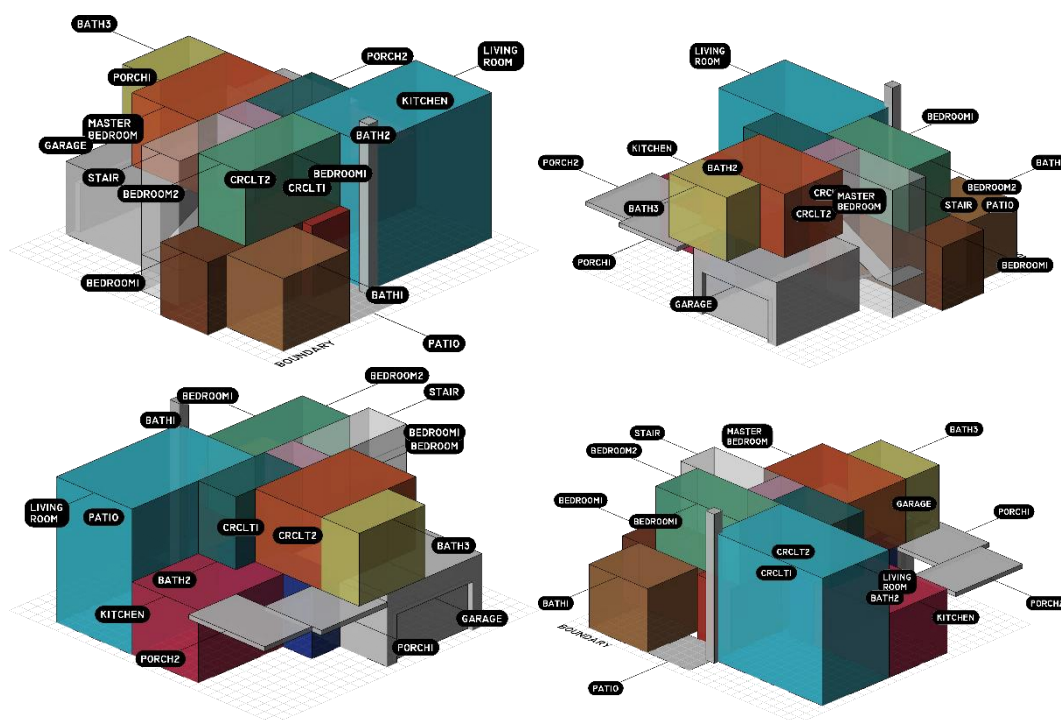 BATH3
PORCH2
LIVING
ROOM
PORCH1
KITCHEN
MASTER
BEDROOM
GARAGE
BATH2
STAIR
CRCLT2
CRCLT1
BEDROOM1
BEDROOM2
BEDROOM1
BATH1
PATIO
BOUNDARY
LIVING
ROOM
BEDROOM1
KITCHEN
PORCH2
BATH2
BATH
BEDROOM2
MASTER
BEDROOM
STAIR
PATIO
BATH3
CRCLT2
PORCH1
BEDROOM1
GARAGE
BEDROOM2
BEDROOM1
STAIR
BATH1
BEDROOM1
BEDROOM
LIVING
ROOM
PATIO
CRCLT1
CRCLT2
BATH3
BATH2
KITCHEN
GARAGE
PORCH2
PORCH1
STAIR
MASTER
BEDROOM
BATH3
BEDROOM2
BEDROOM1
GARAGE
PORCH1
BEDROOM1
CRCLT2
CRCLT1
LIVING
ROOM
BATH2
BATH1
KITCHEN
PORCH2
BOUNDARY
PATIO